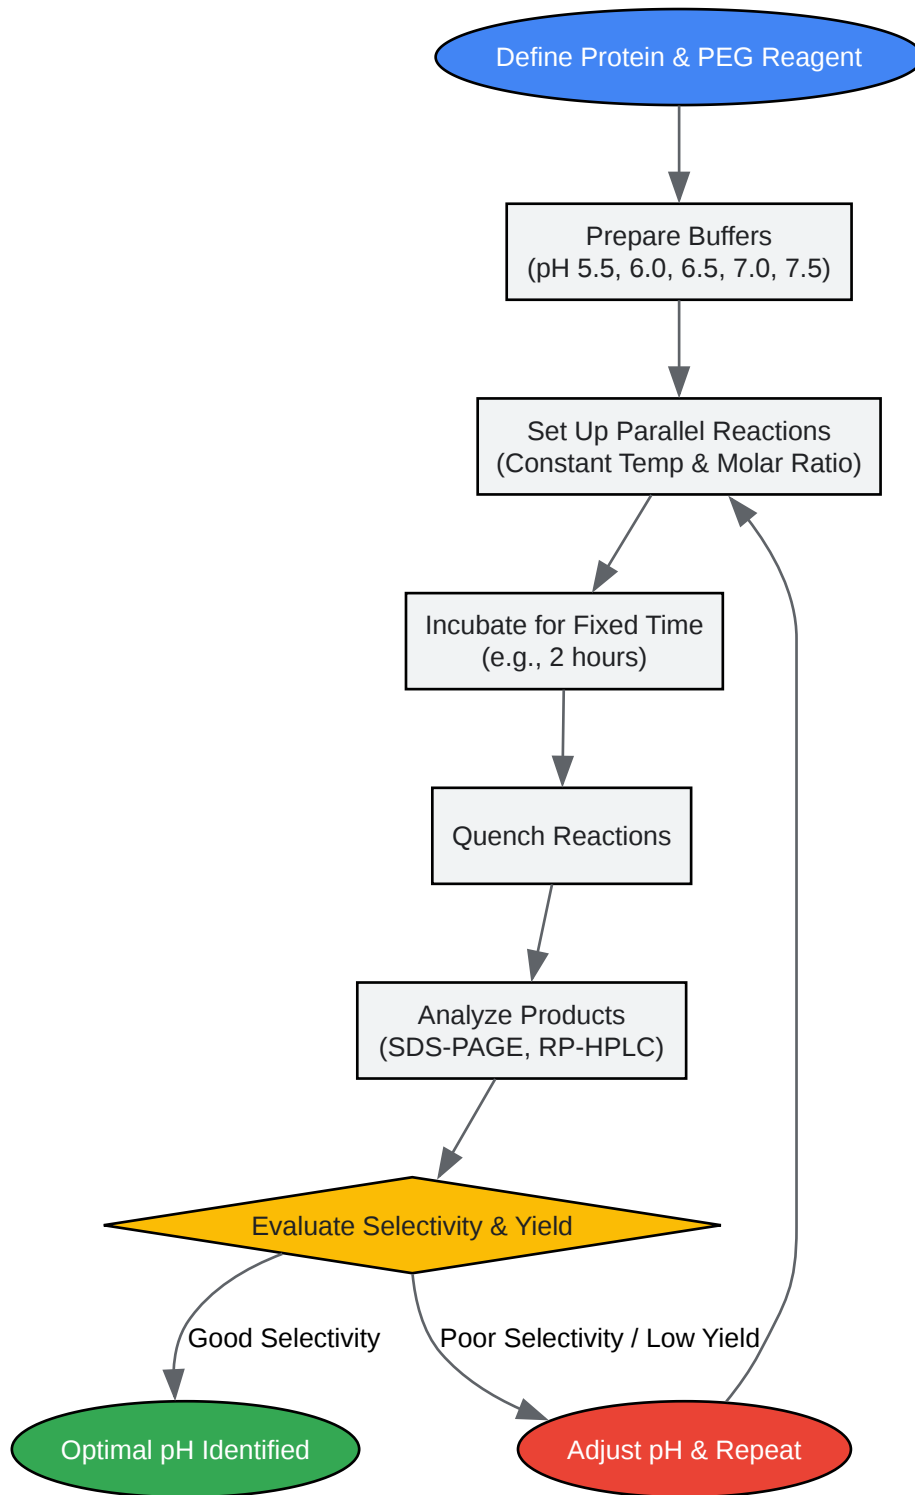 Define Protein & PEG Reagent
Prepare Buffers
(pH 5.5, 6.0, 6.5, 7.0, 7.5)
Set Up Parallel Reactions
(Constant Temp & Molar Ratio)
Incubate for Fixed Time
(e.g., 2 hours)
Quench Reactions
Analyze Products
(SDS-PAGE, RP-HPLC)
Evaluate Selectivity & Yield
Good Selectivity
Poor Selectivity / Low Yield
Optimal pH Identified
Adjust pH & Repeat